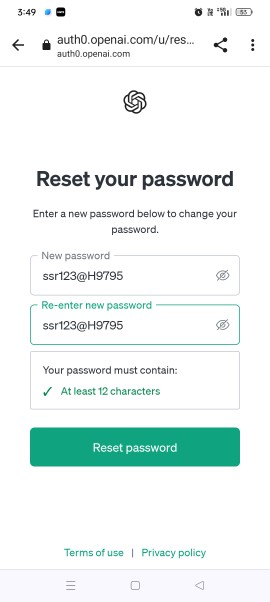 3:49
55
auth0.openai.com/u/res...
auth0.openai.com
Reset your password
Enter a new password below to change your
password.
New password
ssr123@H9795
Re-enter new password
ssr123@H9795
Your password must contain:
✓ At least 12 characters
Reset password
Terms of use | Privacy policy